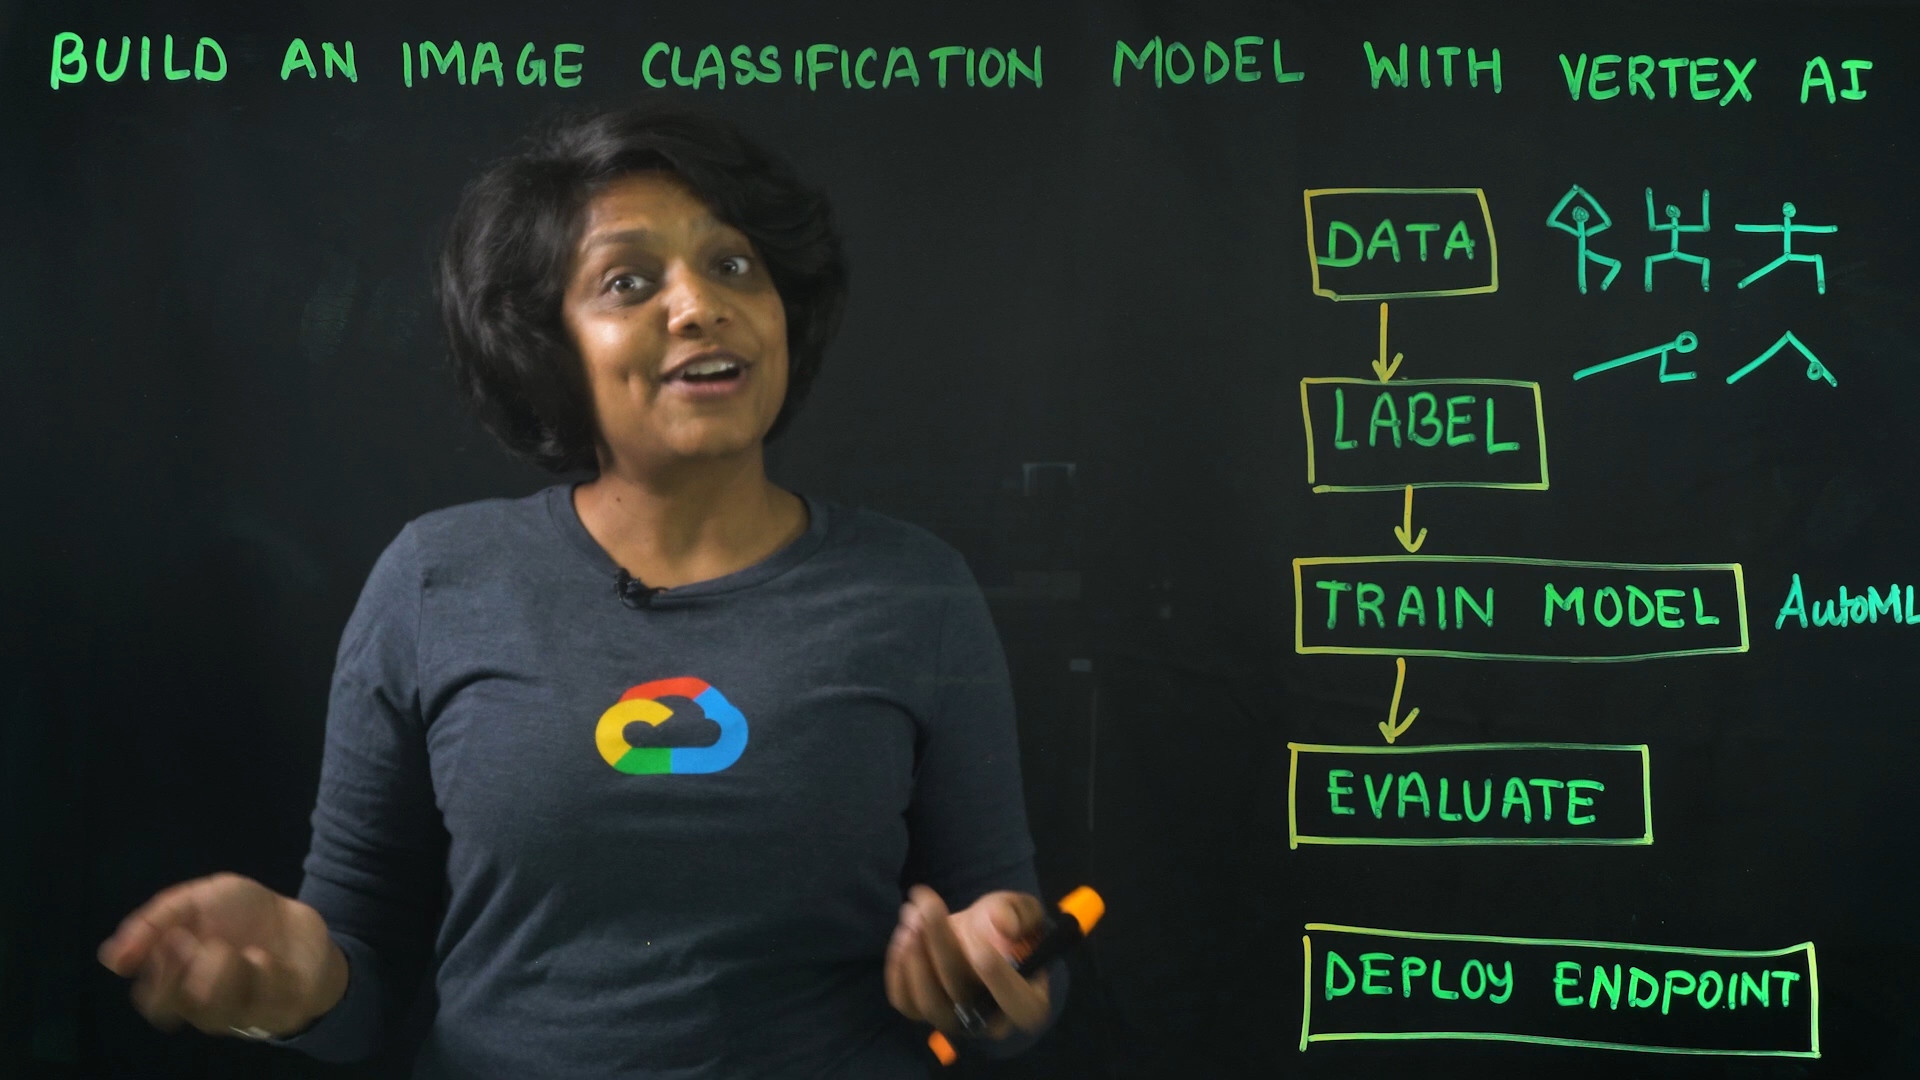 BUILD AN IMAGE CLASSIFICATION MODEL WITH VERTEX AI
DATA
LABEL
TRAIN MODEL AutoML
EVALUATE
DEPLOY ENDPOINT